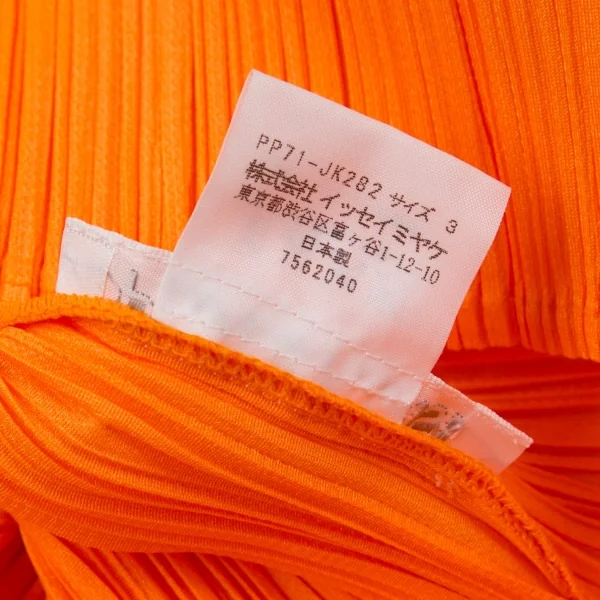 PP71-JK282 サイズ 3
株式会社 イッセイミヤケ
東京都渋谷区富ヶ谷1-12-10
日本製
7562040